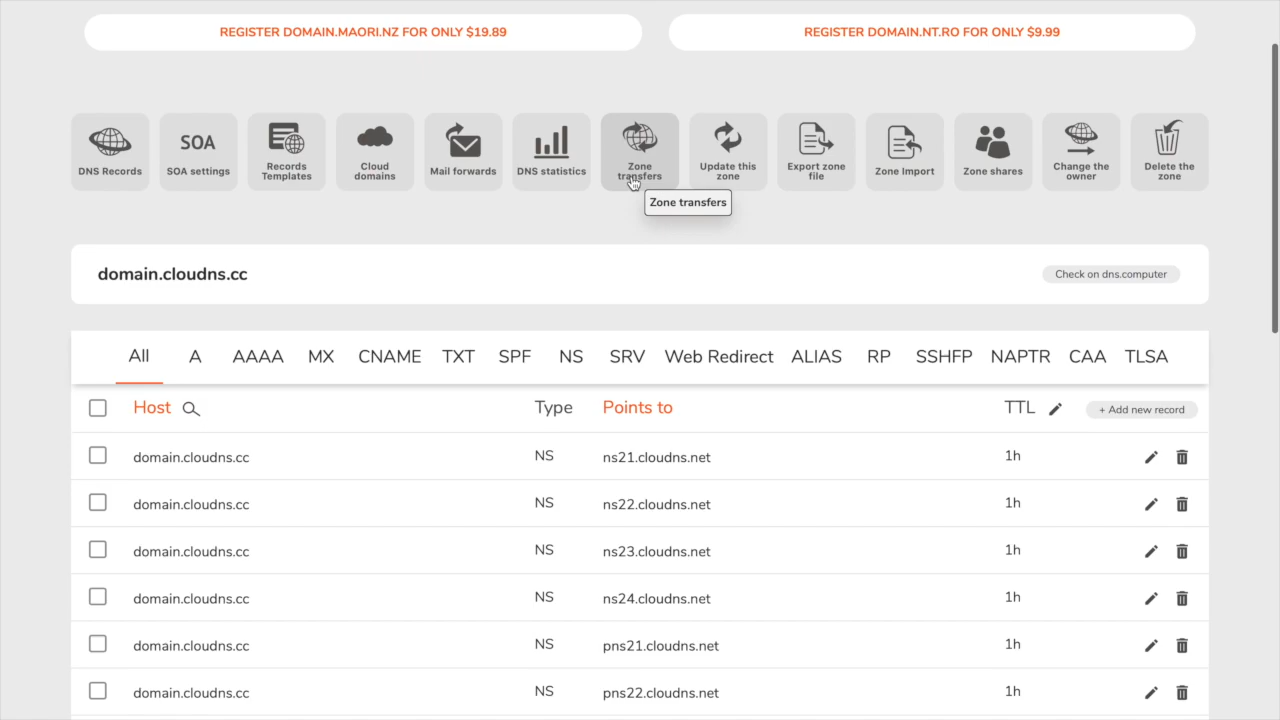 REGISTER DOMAIN.MAORI.NZ FOR ONLY $19.89
REGISTER DOMAIN.NT.RO FOR ONLY $9.99
DNS Records
SOA
SOA settings
Records
Templates
Cloud
domains
Mail forwards
DNS statistics
Zone
transfers
Update this
zone
Export zone
file
Zone Import
Zone shares
Change the
owner
Delete the
zone
Zone transfers
domain.cloudns.cc
Check on dns.computer
All A AAAA MX CNAME TXT SPF NS SRV Web Redirect ALIAS RP SSHFP NAPTR CAA TLSA
Host Type Points to TTL + Add new record
domain.cloudns.cc NS ns21.cloudns.net 1h
domain.cloudns.cc NS ns22.cloudns.net 1h
domain.cloudns.cc NS ns23.cloudns.net 1h
domain.cloudns.cc NS ns24.cloudns.net 1h
domain.cloudns.cc NS pns21.cloudns.net 1h
domain.cloudns.cc NS pns22.cloudns.net 1h